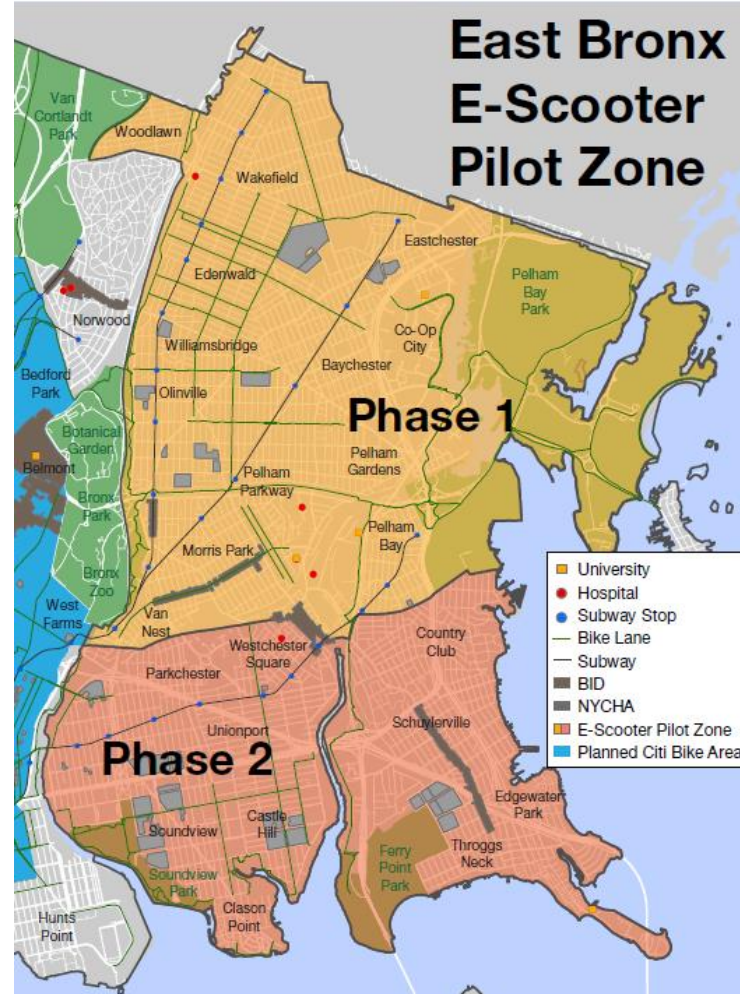 East Bronx
E-Scooter
Pilot Zone
Van
Cortlandt
Park
Woodlawn
Wakefield
Eastchester
Edenwald
Pelham
Bay
Park
Norwood
Co-Op
City
Williamsbridge
Baychester
Bedford
Park
Olinville
Phase 1
Botanical
Garden
Belmont
Pelham
Gardens
Pelham
Parkway
Bronx
Park
Pelham
Bay
Morris Park
Bronx
Zoo
West
Farms
Van
Nest
University
Hospital
Subway Stop
Bike Lane
Subway
BID
NYCHA
E-Scooter Pilot Zone
Planned Citi Bike Area
Country
Club
Westchester
Square
Parkchester
Schuylerville
Unionport
Phase 2
Edgewater
Park
Castle
Hill
Soundview
Throggs
Neck
Ferry
Point
Park
Soundview
Park
Clason
Point
Hunts
Point